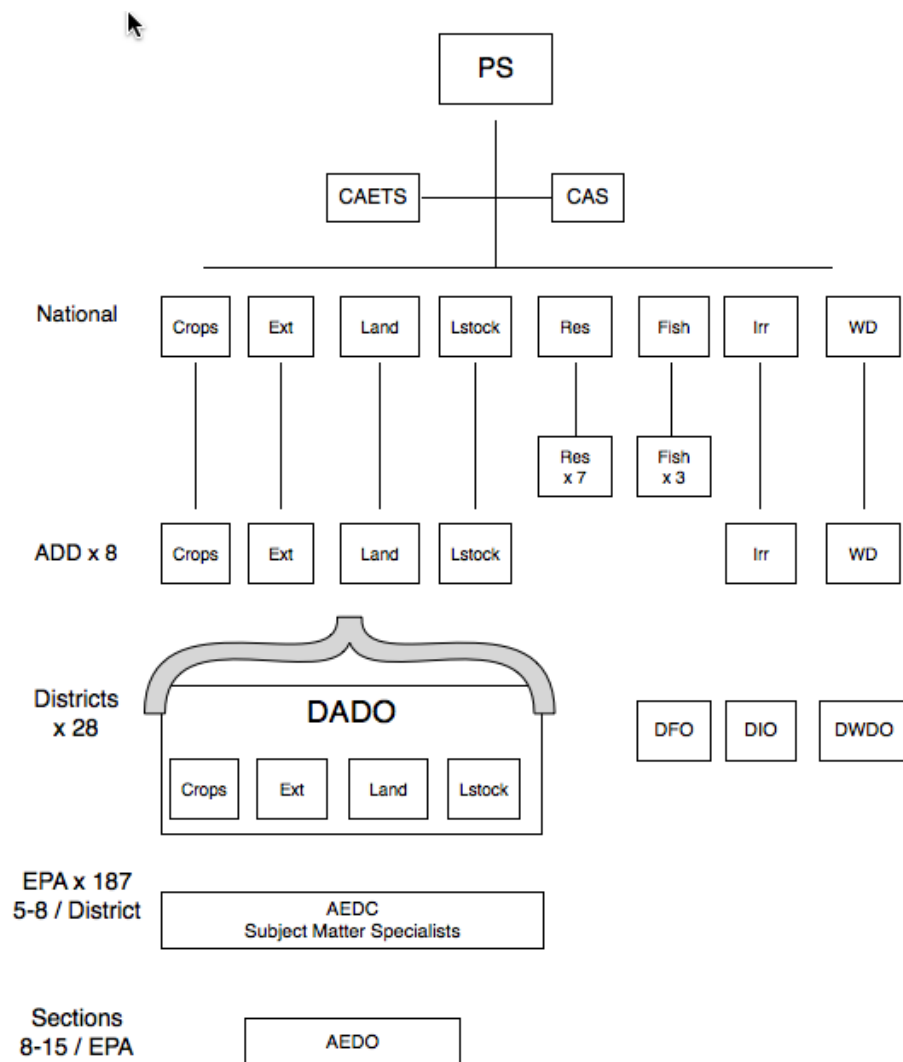 PS
CAETS
CAS
National
Crops
Ext
Land
Lstock
Res
Fish
Irr
WD
Res
x 7
Fish
x 3
ADD x 8
Crops
Ext
Land
Lstock
Irr
WD
Districts
x 28
DADO
DFO
DIO
DWDO
Crops
Ext
Land
Lstock
EPA x 187
5-8 / District
AEDC
Subject Matter Specialists
Sections
8-15 / EPA
AEDO